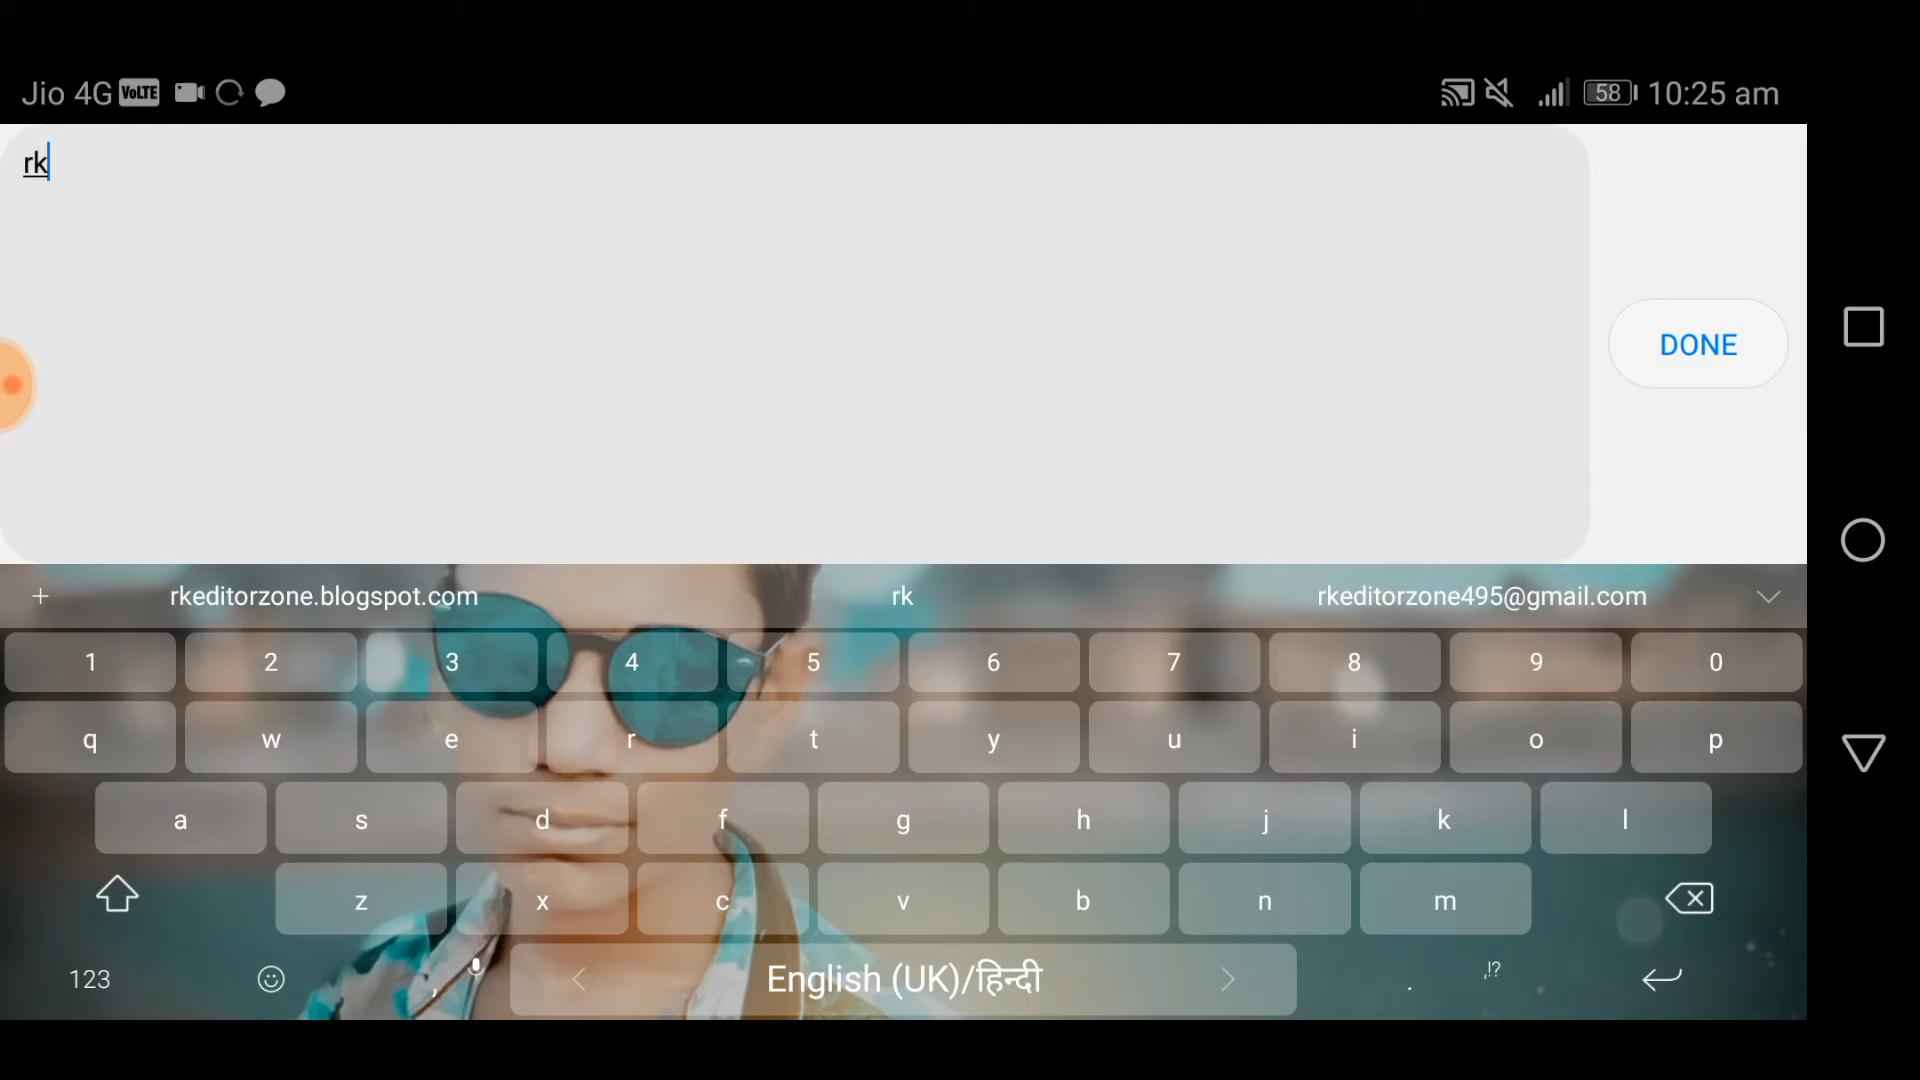 Jio 4G VoLTE 58 10:25 am
rk
DONE
+ rkeditorzone.blogspot.com rk rkeditorzone495@gmail.com
1 2 3 4 5 6 7 8 9 0
q w e r t y u i o p
a s d f g h j k l
z x c v b n m
123 , English (UK)/हिन्दी . ,!?